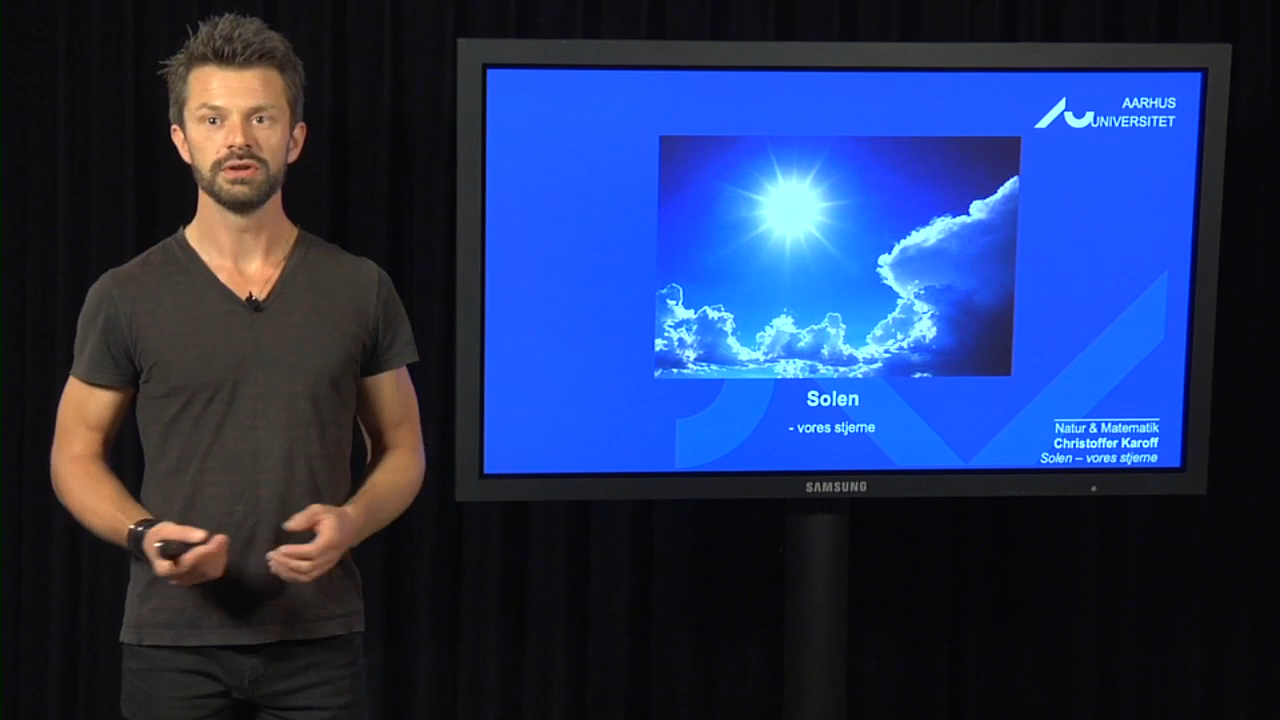 AARHUS
UNIVERSITET
Solen
- vores stjerne
Natur & Matematik
Christoffer Karoff
Solen – vores stjerne
SAMSUNG